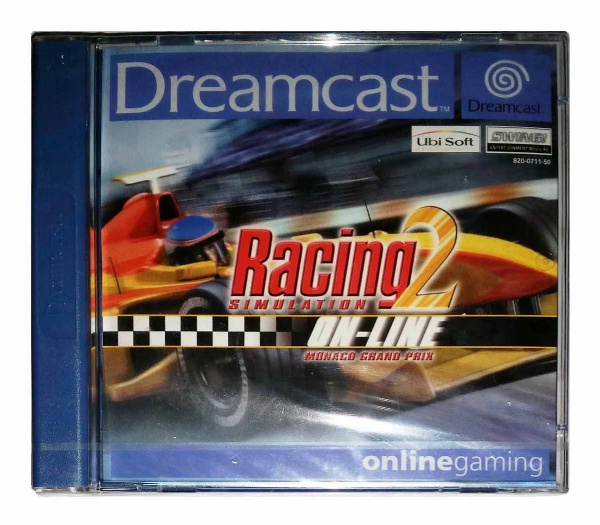 Dreamcast™
Dreamcast
Ubi Soft
SWING!
ENTERTAINMENT Media AG
820-0711-50
Racing 2
SIMULATION
ON-LINE
MONACO GRAND PRIX
onlinegaming